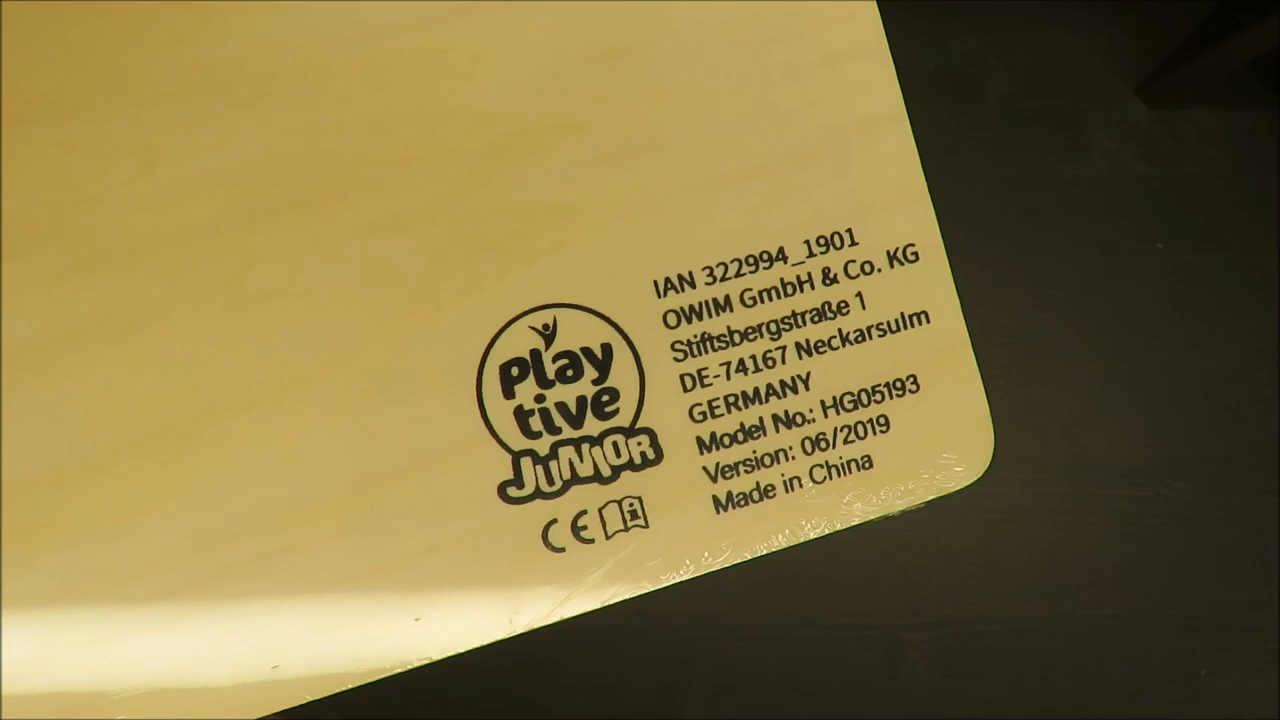 Play
tive
JUNIOR
CE
IAN 322994_1901
OWIM GmbH & Co. KG
Stiftsbergstraße 1
DE-74167 Neckarsulm
GERMANY
Model No.: HG05193
Version: 06/2019
Made in China